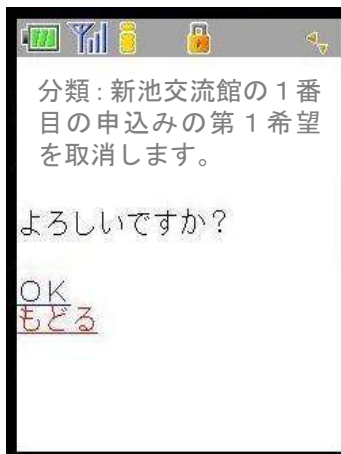 分類：新池交流館の１番
目の申込みの第１希望
を取消します。
よろしいですか？
ＯＫ
もどる